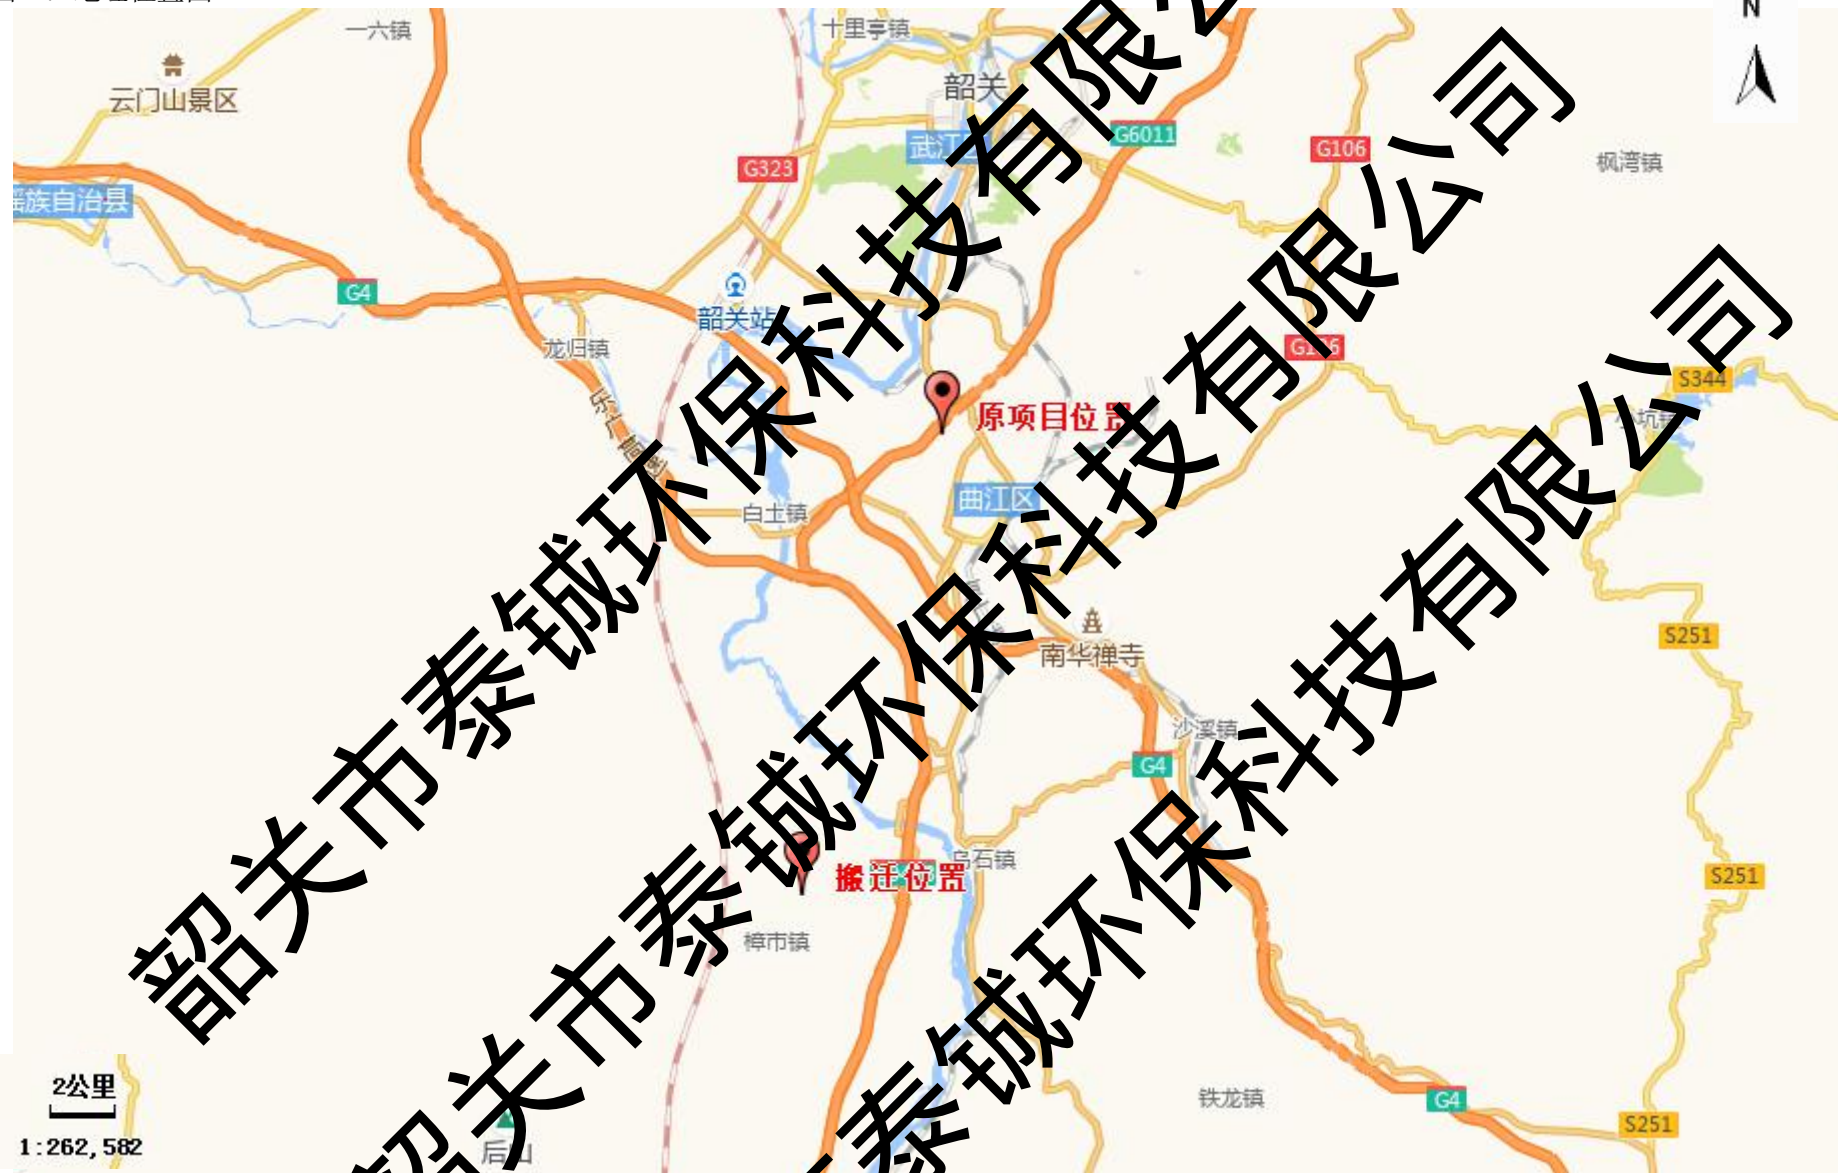 N
一六镇
十里亭镇
韶关
云门山景区
武江
G6011
G106
枫湾镇
G323
瑶族自治县
G4
韶关站
龙归镇
乐广高速
S344
原项目位置
曲江区
白土镇
南华禅寺
S251
沙溪镇
G4
乌石镇
搬迁位置
S251
樟市镇
2公里
1:262,582
铁龙镇
G4
S251
韶关市泰铖环保科技有限公
韶关市泰铖环保科技有限公司
泰铖环保科技有限公司